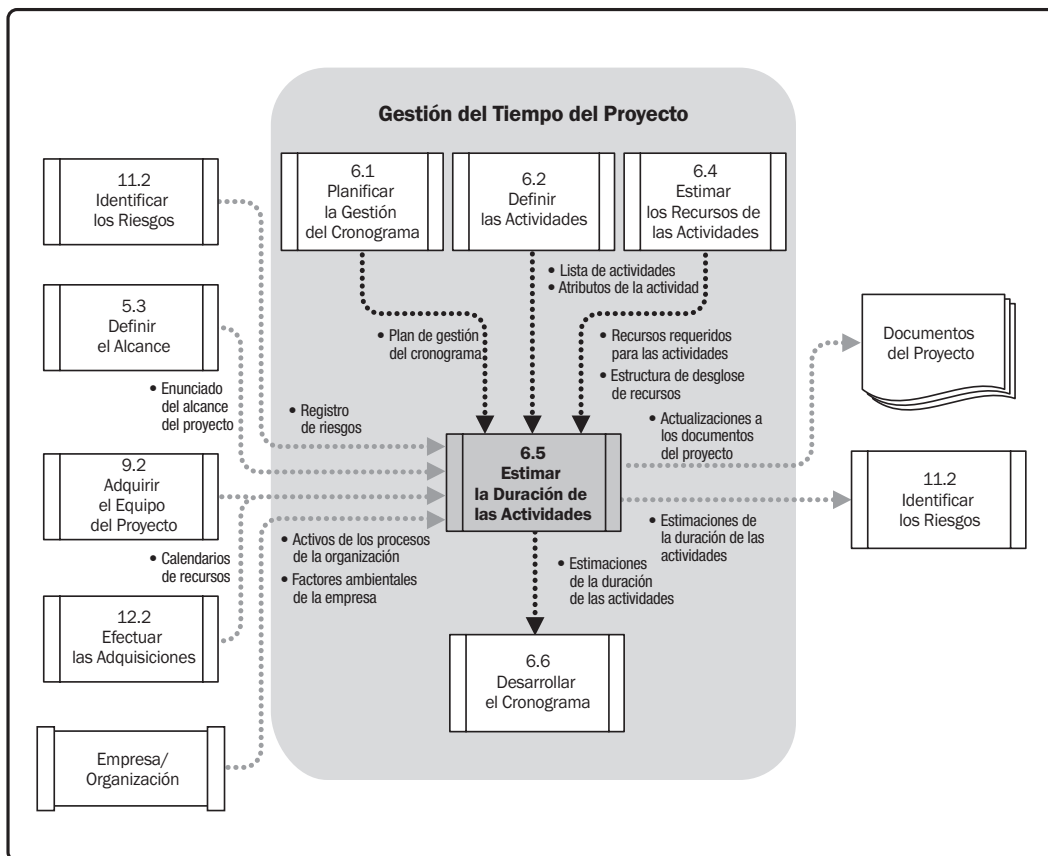 Gestión del Tiempo del Proyecto
11.2
Identificar
los Riesgos
5.3
Definir
el Alcance
• Enunciado
del alcance
del proyecto
9.2
Adquirir
el Equipo
del Proyecto
• Calendarios
de recursos
12.2
Efectuar
las Adquisiciones
Empresa/
Organización
6.1
Planificar
la Gestión
del Cronograma
6.2
Definir
las Actividades
6.4
Estimar
los Recursos de
las Actividades
• Lista de actividades
• Atributos de la actividad
• Plan de gestión
del cronograma
• Recursos requeridos
para las actividades
• Estructura de desglose
de recursos
• Registro
de riesgos
• Activos de los procesos
de la organización
• Factores ambientales
de la empresa
6.5
Estimar
la Duración de
las Actividades
• Actualizaciones a
los documentos
del proyecto
• Estimaciones de
la duración de las
actividades
• Estimaciones
de la duración
de las actividades
6.6
Desarrollar
el Cronograma
Documentos
del Proyecto
11.2
Identificar
los Riesgos